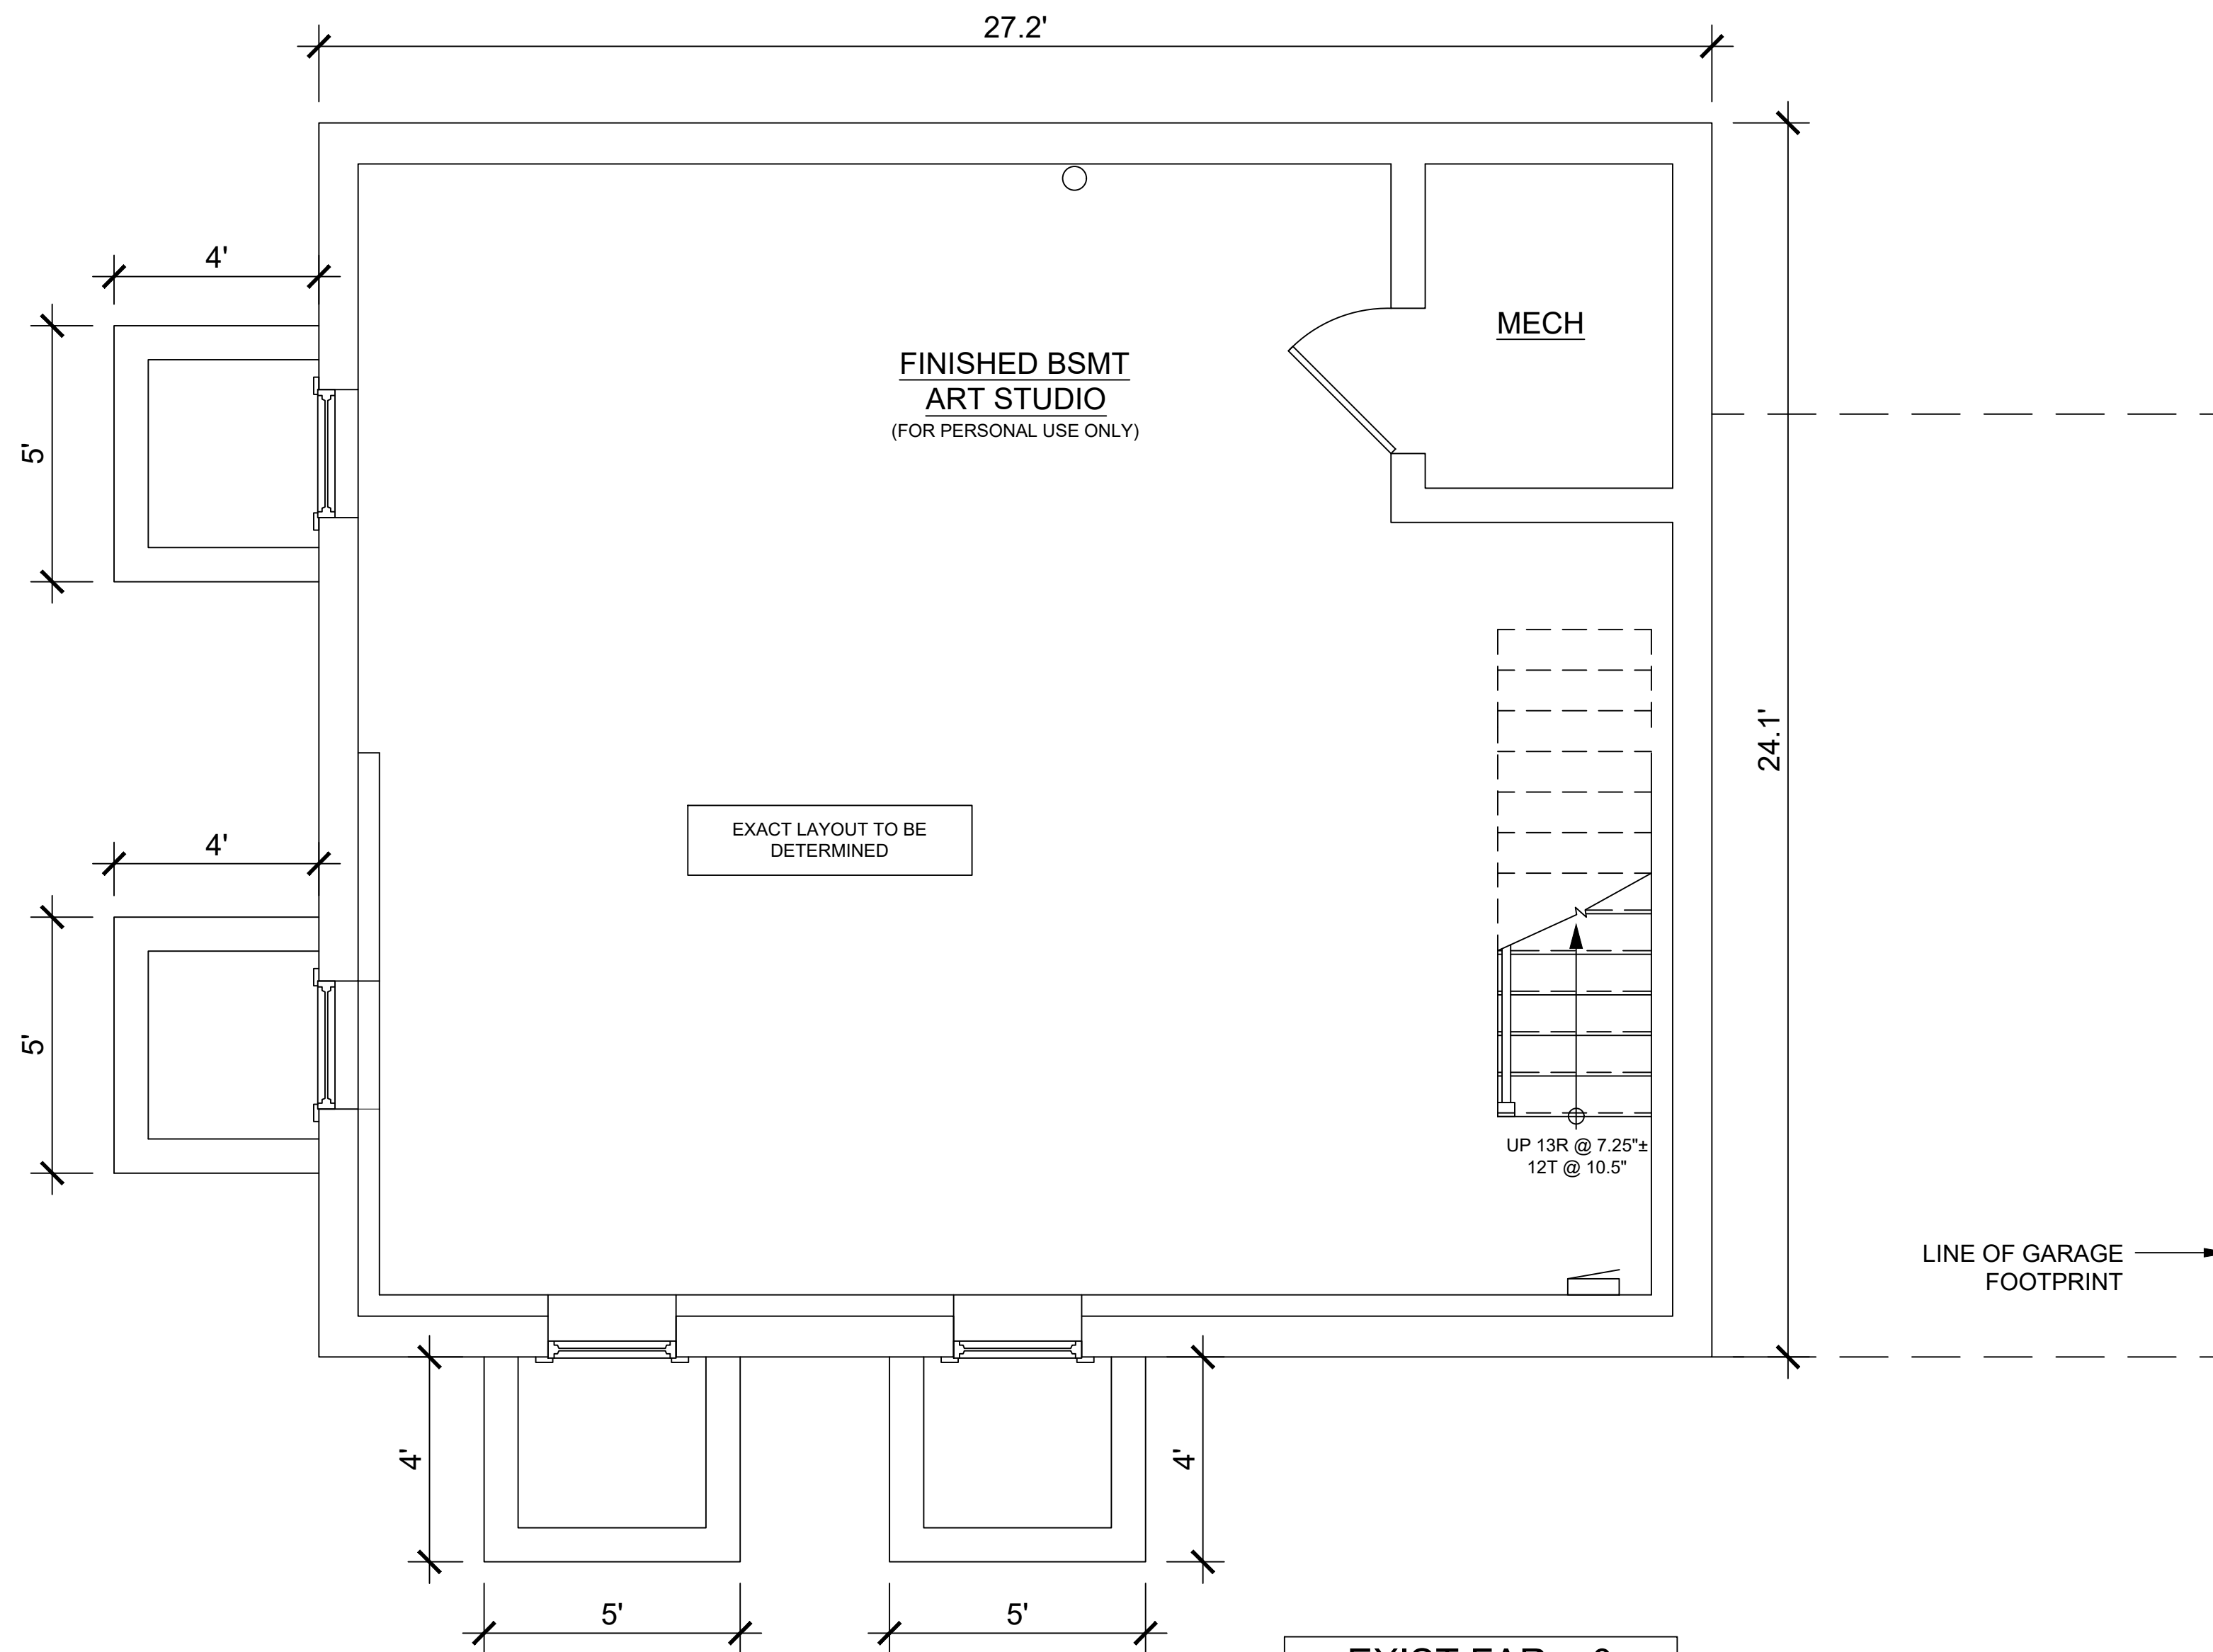 27.2'
4'
5'
FINISHED BSMT
ART STUDIO
(FOR PERSONAL USE ONLY)
MECH
24.1'
4'
5'
EXACT LAYOUT TO BE
DETERMINED
UP 13R @ 7.25"±
12T @ 10.5"
LINE OF GARAGE
FOOTPRINT
4'
4'
5'
5'